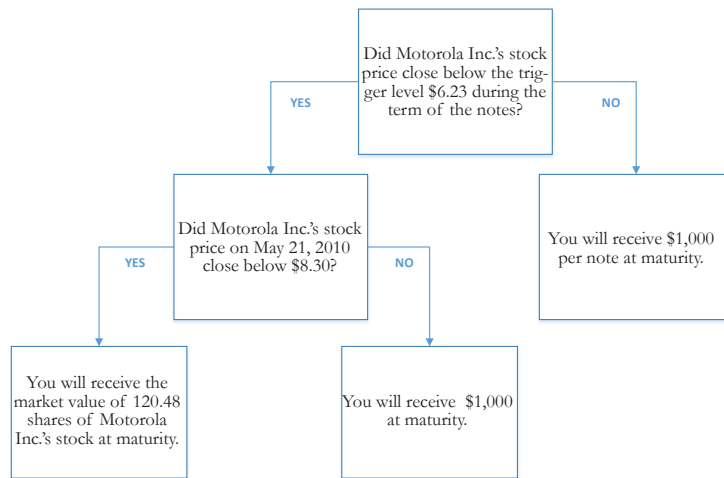 Did Motorola Inc.'s stock
price close below the trig-
ger level $6.23 during the
term of the notes?
YES
NO
Did Motorola Inc.'s stock
price on May 21, 2010
close below $8.30?
You will receive $1,000
per note at maturity.
YES
NO
You will receive the
market value of 120.48
shares of Motorola
Inc.'s stock at maturity.
You will receive $1,000
at maturity.